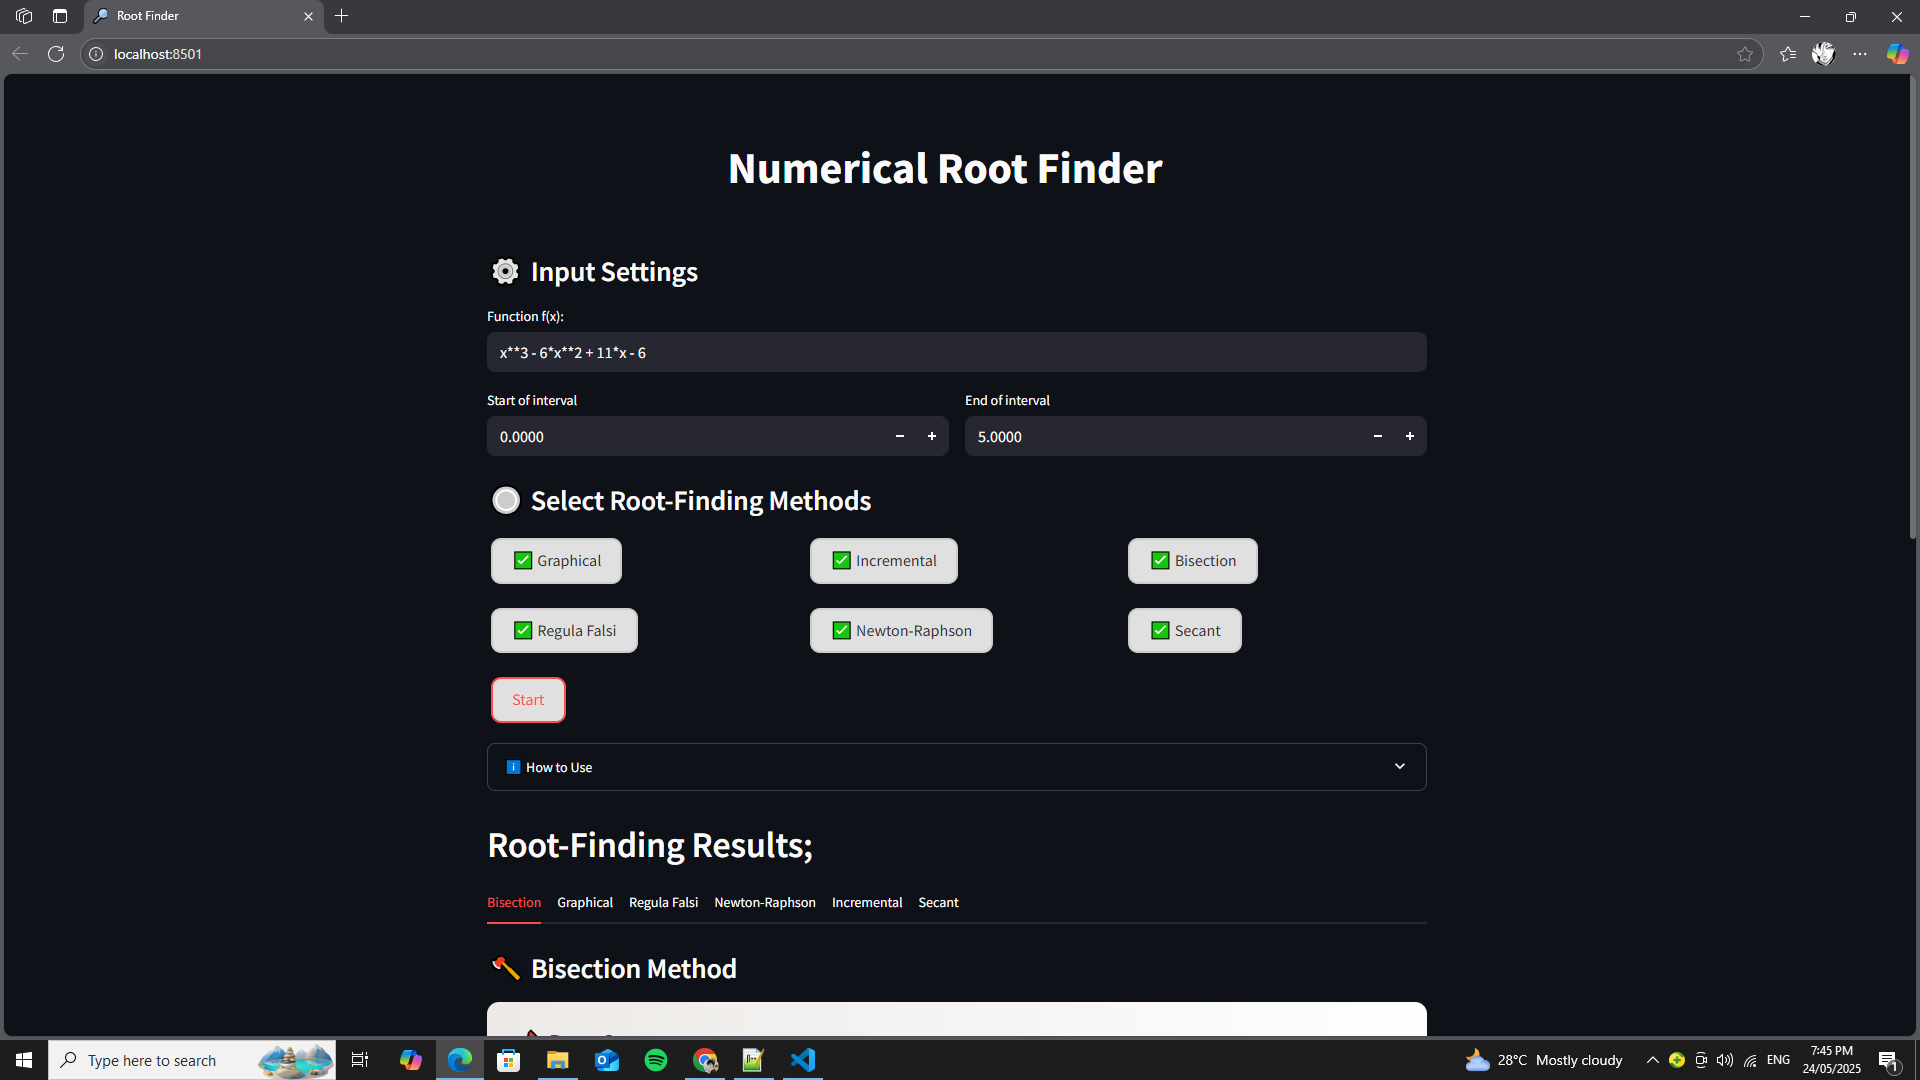 Root Finder
localhost:8501
Numerical Root Finder
Input Settings
Function f(x):
x**3 - 6*x**2 + 11*x - 6
Start of interval
End of interval
0.0000
5.0000
Select Root-Finding Methods
Graphical
Incremental
Bisection
Regula Falsi
Newton-Raphson
Secant
Start
How to Use
Root-Finding Results;
Bisection Graphical Regula Falsi Newton-Raphson Incremental Secant
Bisection Method
Type here to search
28°C Mostly cloudy
ENG
7:45 PM
24/05/2025
1